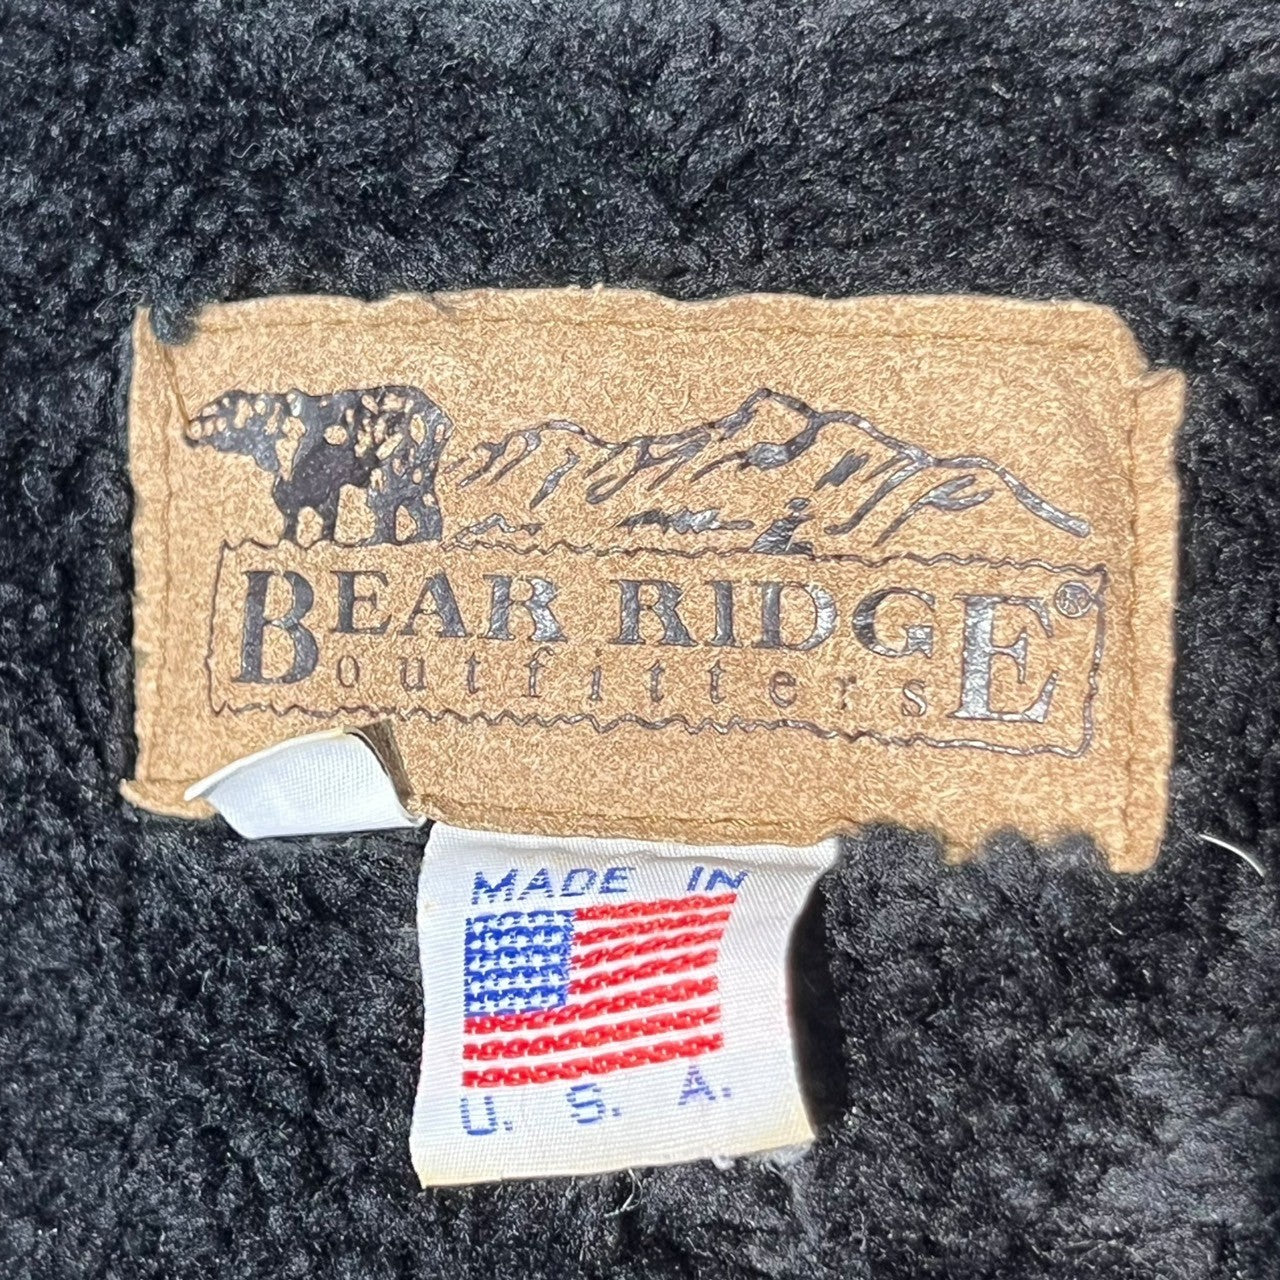 BEAR RIDGE®
outfitters
MADE IN
U. S. A.